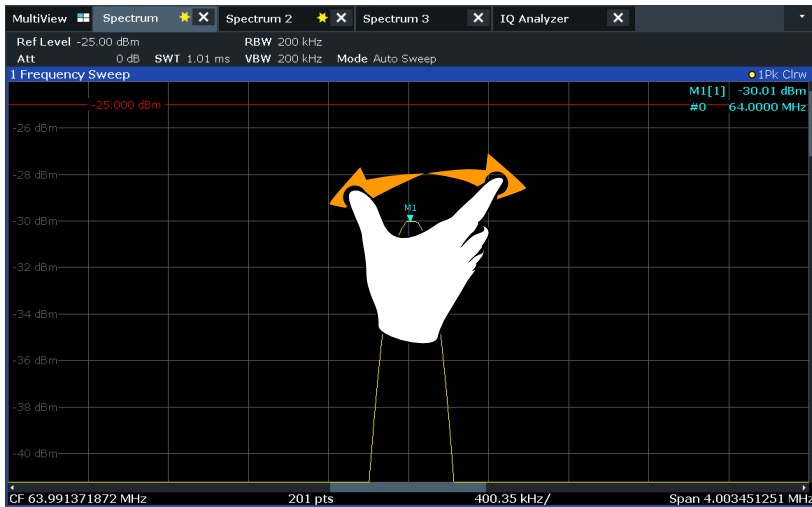 MultiView Spectrum Spectrum 2 Spectrum 3 IQ Analyzer
Ref Level -25.00 dBm RBW 200 kHz
Att 0 dB SWT 1.01 ms VBW 200 kHz Mode Auto Sweep
1 Frequency Sweep 1Pk Clrw
M1[1] -30.01 dBm
-25.000 dBm #0 64.0000 MHz
-26 dBm
-28 dBm
M1
-30 dBm
-32 dBm
-34 dBm
-36 dBm
-38 dBm
-40 dBm
CF 63.991371872 MHz 201 pts 400.35 kHz/ Span 4.003451251 MHz